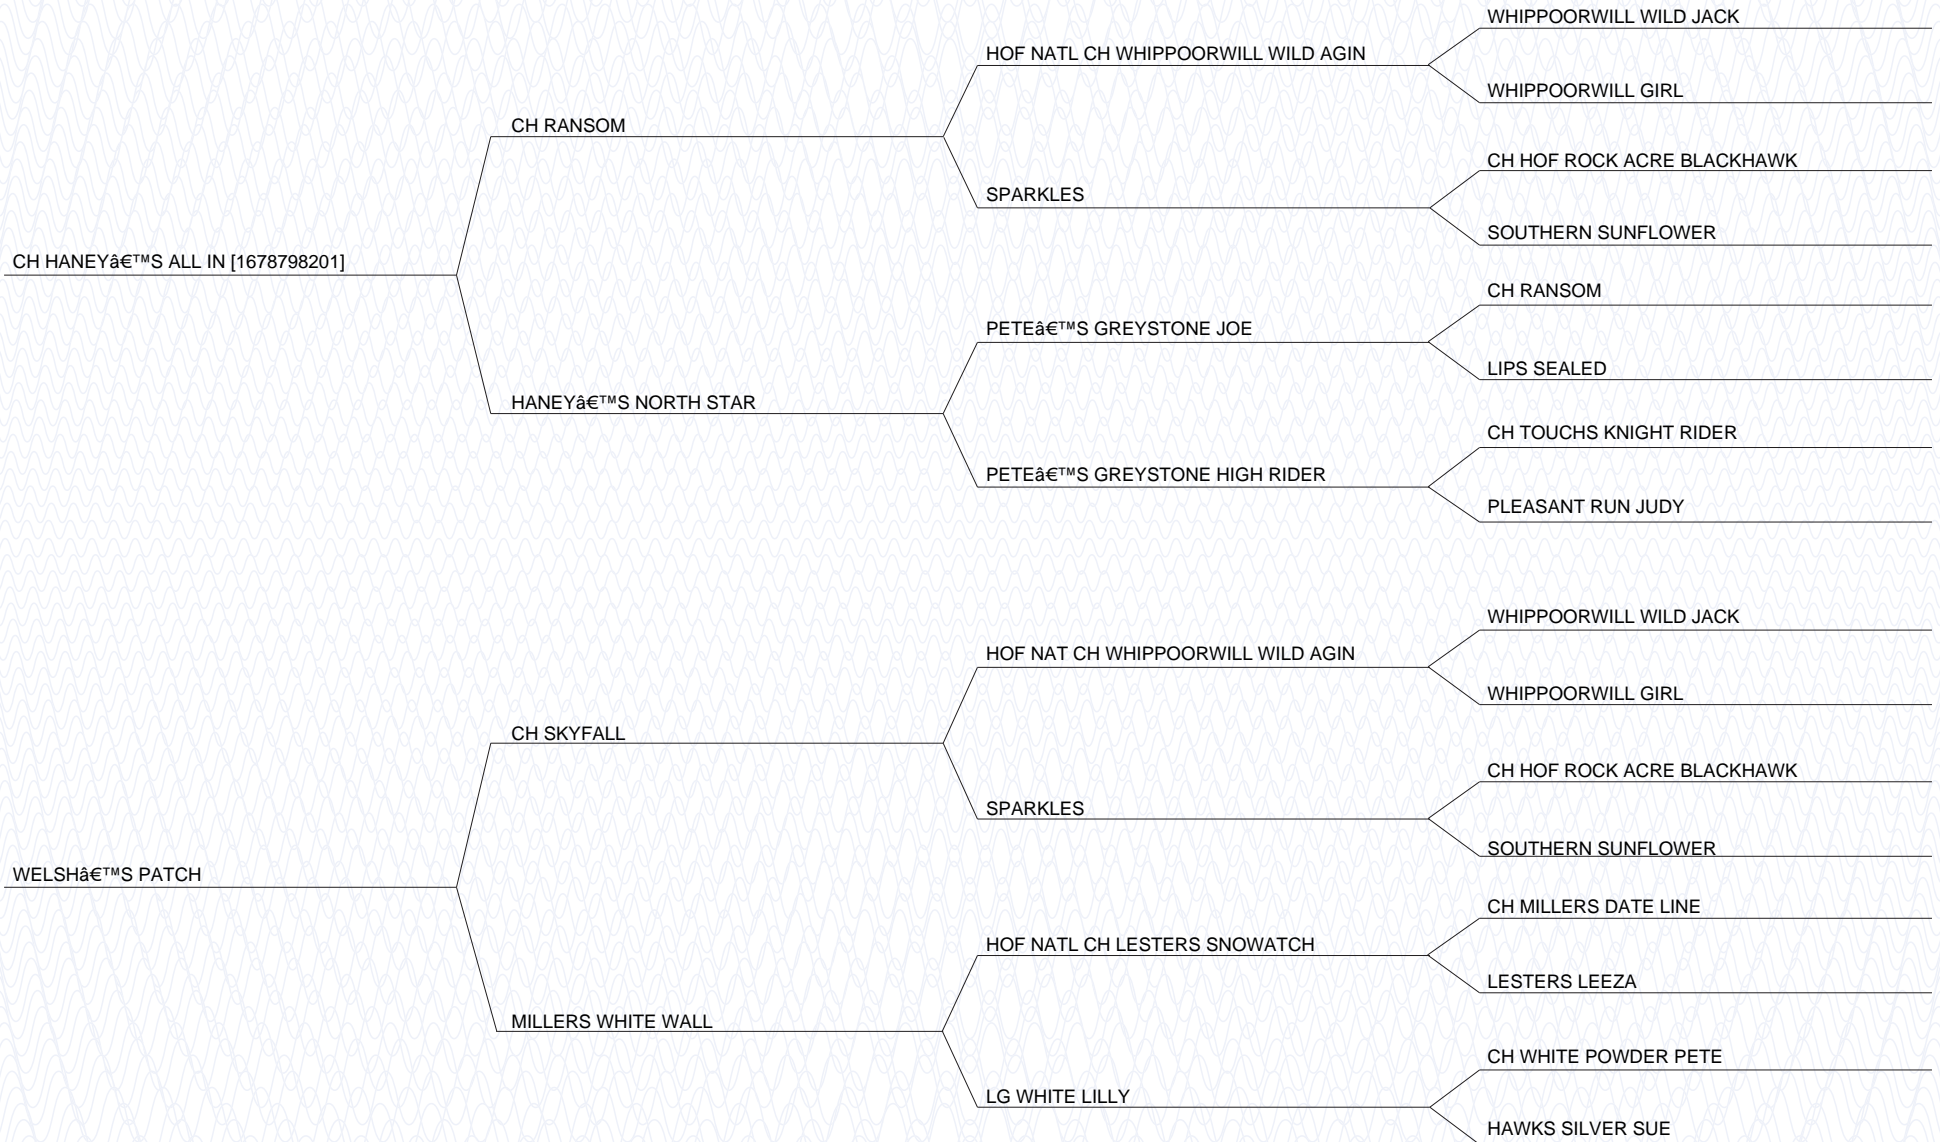 WHIPPOORWILL WILD JACK
HOF NATL CH WHIPPOORWILL WILD AGIN
WHIPPOORWILL GIRL
CH RANSOM
CH HOF ROCK ACRE BLACKHAWK
SPARKLES
SOUTHERN SUNFLOWER
CH HANEYâ€™S ALL IN [1678798201]
CH RANSOM
PETEâ€™S GREYSTONE JOE
LIPS SEALED
HANEYâ€™S NORTH STAR
CH TOUCHS KNIGHT RIDER
PETEâ€™S GREYSTONE HIGH RIDER
PLEASANT RUN JUDY
WHIPPOORWILL WILD JACK
HOF NAT CH WHIPPOORWILL WILD AGIN
WHIPPOORWILL GIRL
CH SKYFALL
CH HOF ROCK ACRE BLACKHAWK
SPARKLES
SOUTHERN SUNFLOWER
WELSHâ€™S PATCH
CH MILLERS DATE LINE
HOF NATL CH LESTERS SNOWATCH
LESTERS LEEZA
MILLERS WHITE WALL
CH WHITE POWDER PETE
LG WHITE LILLY
HAWKS SILVER SUE